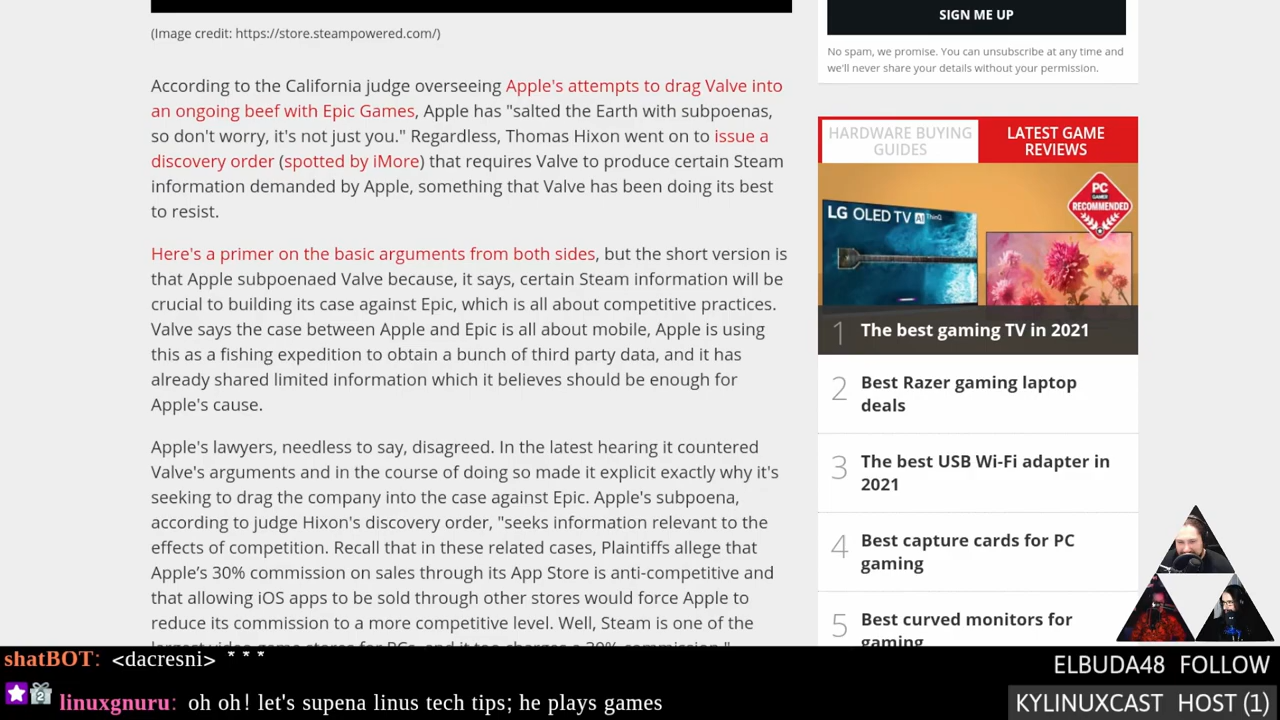 (Image credit: https://store.steampowered.com/)
According to the California judge overseeing Apple's attempts to drag Valve into
an ongoing beef with Epic Games, Apple has "salted the Earth with subpoenas,
so don't worry, it's not just you." Regardless, Thomas Hixon went on to issue a
discovery order (spotted by iMore) that requires Valve to produce certain Steam
information demanded by Apple, something that Valve has been doing its best
to resist.
Here's a primer on the basic arguments from both sides, but the short version is
that Apple subpoenaed Valve because, it says, certain Steam information will be
crucial to building its case against Epic, which is all about competitive practices.
Valve says the case between Apple and Epic is all about mobile, Apple is using
this as a fishing expedition to obtain a bunch of third party data, and it has
already shared limited information which it believes should be enough for
Apple's cause.
Apple's lawyers, needless to say, disagreed. In the latest hearing it countered
Valve's arguments and in the course of doing so made it explicit exactly why it's
seeking to drag the company into the case against Epic. Apple's subpoena,
according to judge Hixon's discovery order, "seeks information relevant to the
effects of competition. Recall that in these related cases, Plaintiffs allege that
Apple’s 30% commission on sales through its App Store is anti-competitive and
that allowing iOS apps to be sold through other stores would force Apple to
reduce its commission to a more competitive level. Well, Steam is one of the
largest video game stores for PCs, and it too charges a 30% commission."
SIGN ME UP
No spam, we promise. You can unsubscribe at any time and
we'll never share your details without your permission.
HARDWARE BUYING
GUIDES
LATEST GAME
REVIEWS
PC
GAMER
RECOMMENDED
LG OLED TV AI ThinQ
1 The best gaming TV in 2021
2 Best Razer gaming laptop
deals
3 The best USB Wi-Fi adapter in
2021
4 Best capture cards for PC
gaming
5 Best curved monitors for
gaming
shatBOT: <dacresni> * * *
2 linuxgnuru: oh oh! let's supena linus tech tips; he plays games
ELBUDA48 FOLLOW
KYLINUXCAST HOST (1)